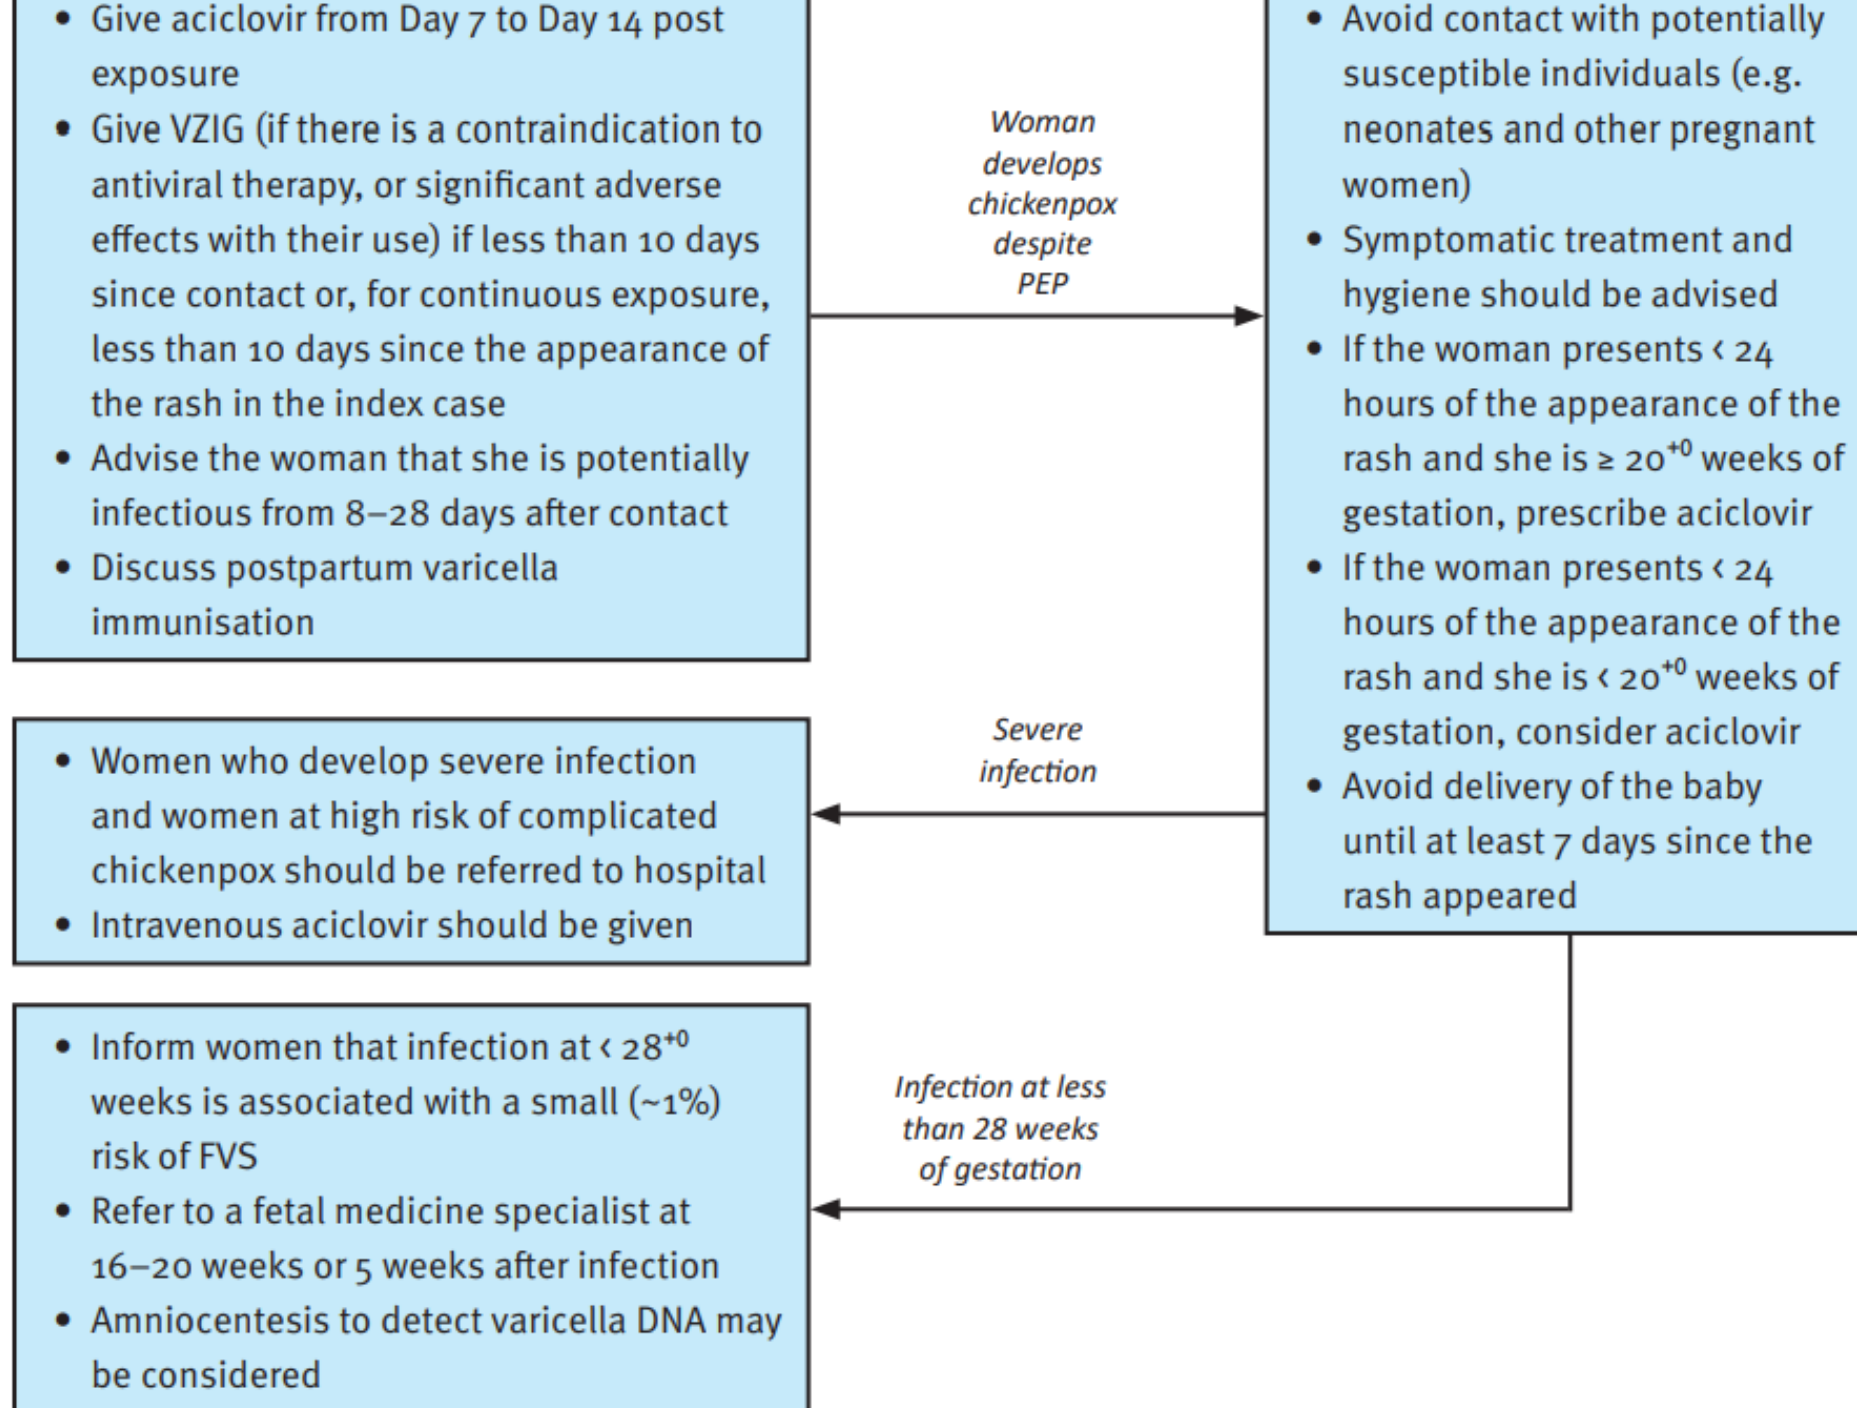 • Give aciclovir from Day 7 to Day 14 post
exposure
• Give VZIG (if there is a contraindication to
antiviral therapy, or significant adverse
effects with their use) if less than 10 days
since contact or, for continuous exposure,
less than 10 days since the appearance of
the rash in the index case
• Advise the woman that she is potentially
infectious from 8–28 days after contact
• Discuss postpartum varicella
immunisation
Woman
develops
chickenpox
despite
PEP
• Avoid contact with potentially
susceptible individuals (e.g.
neonates and other pregnant
women)
• Symptomatic treatment and
hygiene should be advised
• If the woman presents < 24
hours of the appearance of the
rash and she is ≥ 20⁺⁰ weeks of
gestation, prescribe aciclovir
• If the woman presents < 24
hours of the appearance of the
rash and she is < 20⁺⁰ weeks of
gestation, consider aciclovir
• Avoid delivery of the baby
until at least 7 days since the
rash appeared
Severe
infection
• Women who develop severe infection
and women at high risk of complicated
chickenpox should be referred to hospital
• Intravenous aciclovir should be given
Infection at less
than 28 weeks
of gestation
• Inform women that infection at < 28⁺⁰
weeks is associated with a small (~1%)
risk of FVS
• Refer to a fetal medicine specialist at
16–20 weeks or 5 weeks after infection
• Amniocentesis to detect varicella DNA may
be considered